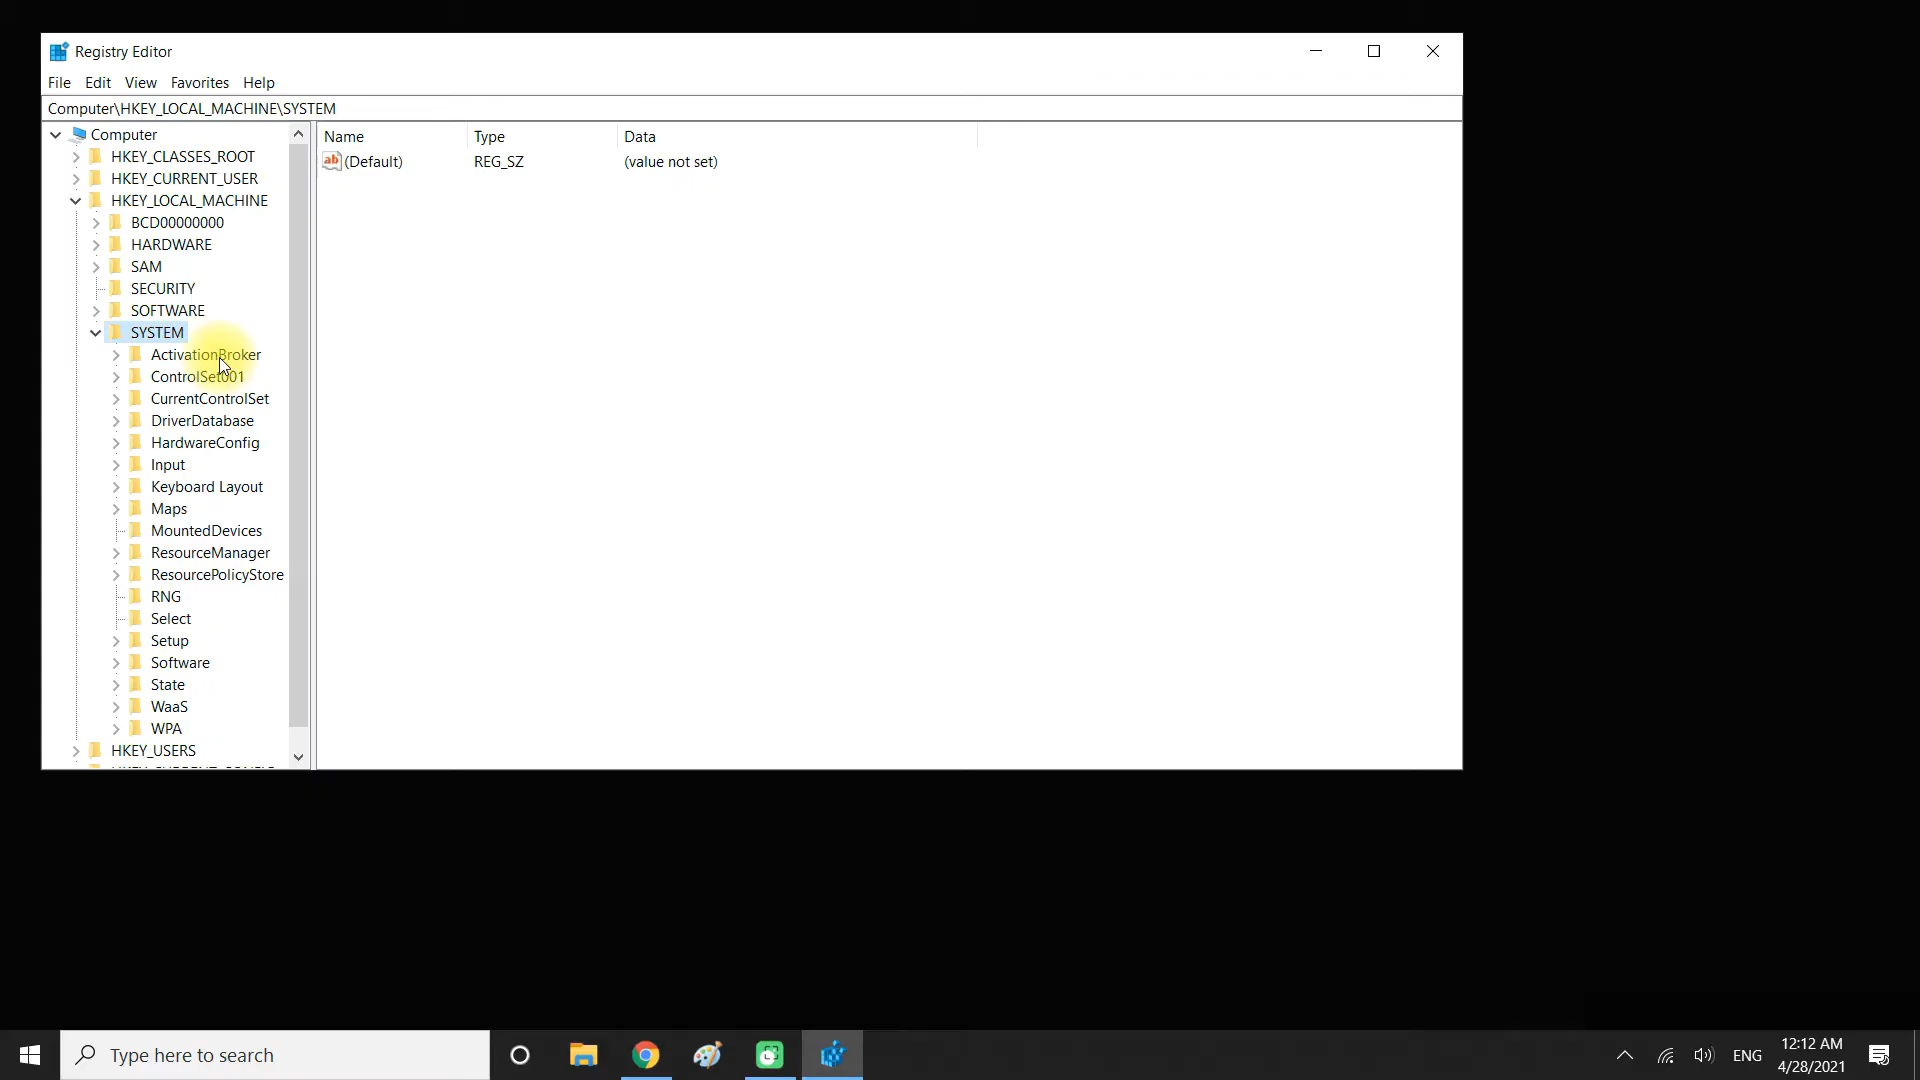 Registry Editor
File Edit View Favorites Help
Computer\HKEY_LOCAL_MACHINE\SYSTEM
Computer
HKEY_CLASSES_ROOT
HKEY_CURRENT_USER
HKEY_LOCAL_MACHINE
BCD00000000
HARDWARE
SAM
SECURITY
SOFTWARE
SYSTEM
ActivationBroker
ControlSet001
CurrentControlSet
DriverDatabase
HardwareConfig
Input
Keyboard Layout
Maps
MountedDevices
ResourceManager
ResourcePolicyStore
RNG
Select
Setup
Software
State
WaaS
WPA
HKEY_USERS
Name Type Data
ab (Default) REG_SZ (value not set)
Type here to search
ENG
12:12 AM
4/28/2021